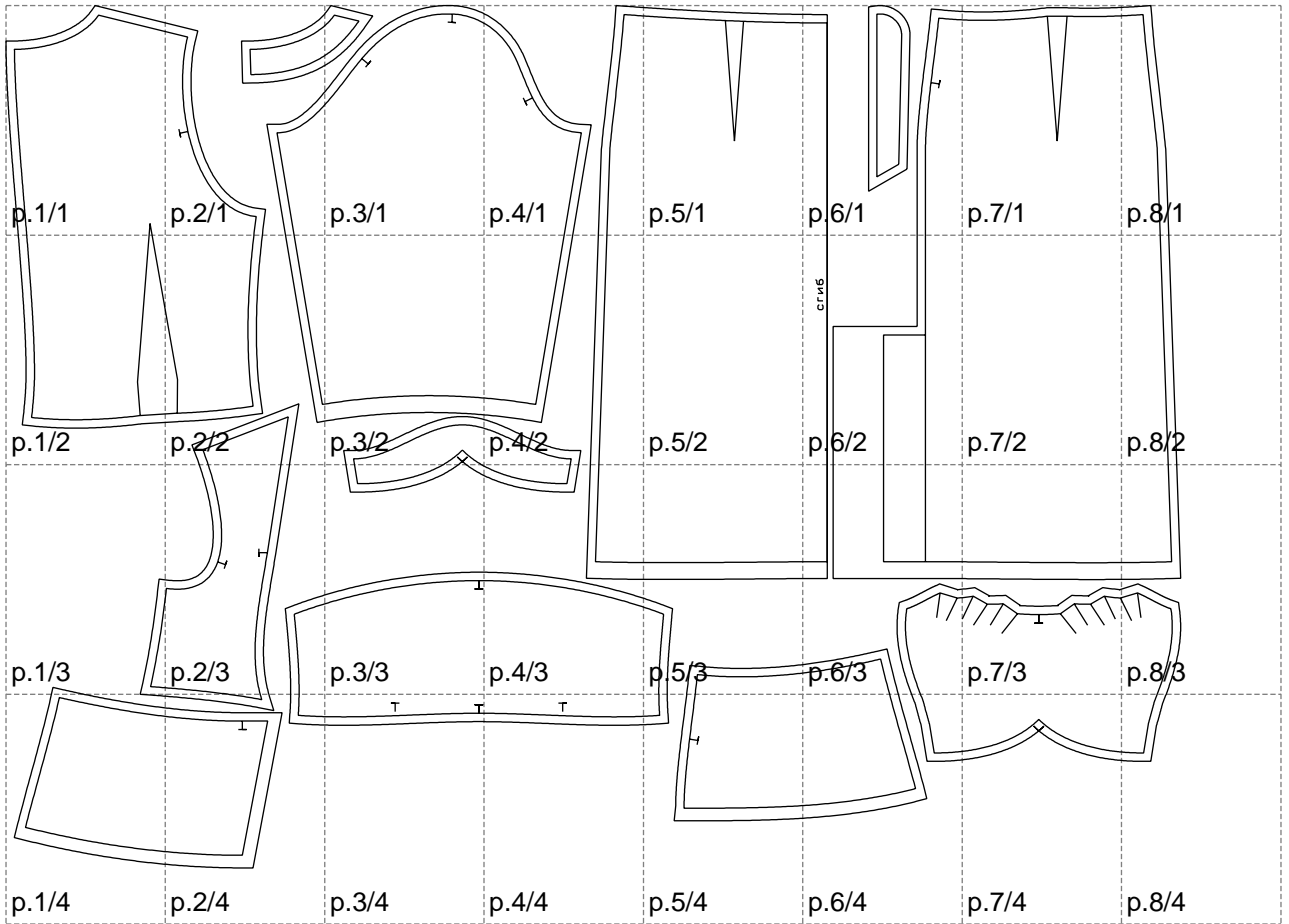 p.1/1 p.2/1 p.3/1 p.4/1 p.5/1 p.6/1 p.7/1 p.8/1
сгиб
p.1/2 p.2/2 p.3/2 p.4/2 p.5/2 p.6/2 p.7/2 p.8/2
p.1/3 p.2/3 p.3/3 p.4/3 p.5/3 p.6/3 p.7/3 p.8/3
p.1/4 p.2/4 p.3/4 p.4/4 p.5/4 p.6/4 p.7/4 p.8/4